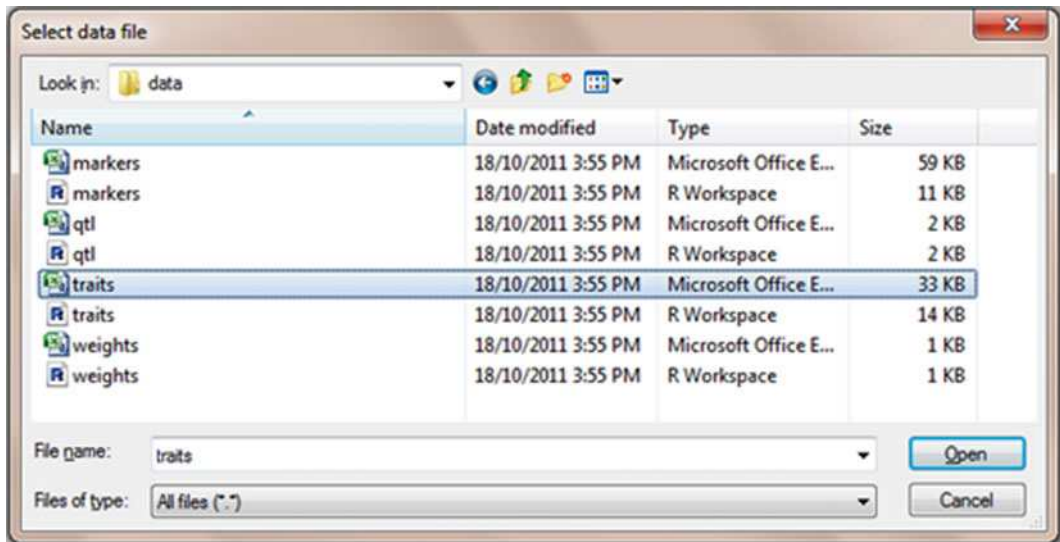 Select data file
Look in: data
Name Date modified Type Size
markers 18/10/2011 3:55 PM Microsoft Office E... 59 KB
markers 18/10/2011 3:55 PM R Workspace 11 KB
qtl 18/10/2011 3:55 PM Microsoft Office E... 2 KB
qtl 18/10/2011 3:55 PM R Workspace 2 KB
traits 18/10/2011 3:55 PM Microsoft Office E... 33 KB
traits 18/10/2011 3:55 PM R Workspace 14 KB
weights 18/10/2011 3:55 PM Microsoft Office E... 1 KB
weights 18/10/2011 3:55 PM R Workspace 1 KB
File name: traits Open
Files of type: All files (*.*) Cancel